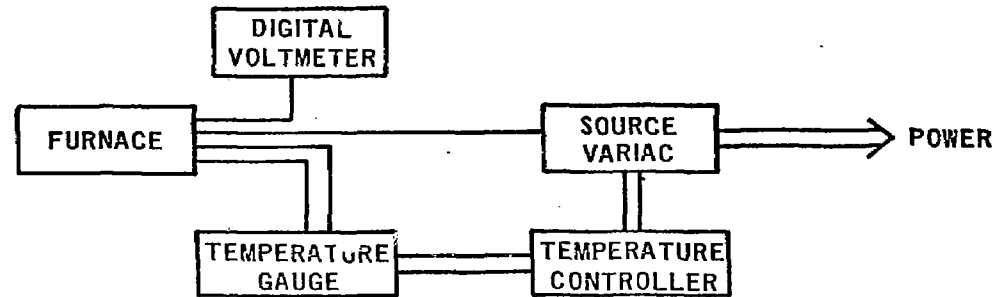 DIGITAL
VOLTMETER
FURNACE
SOURCE
VARIAC
POWER
TEMPERATURE
GAUGE
TEMPERATURE
CONTROLLER